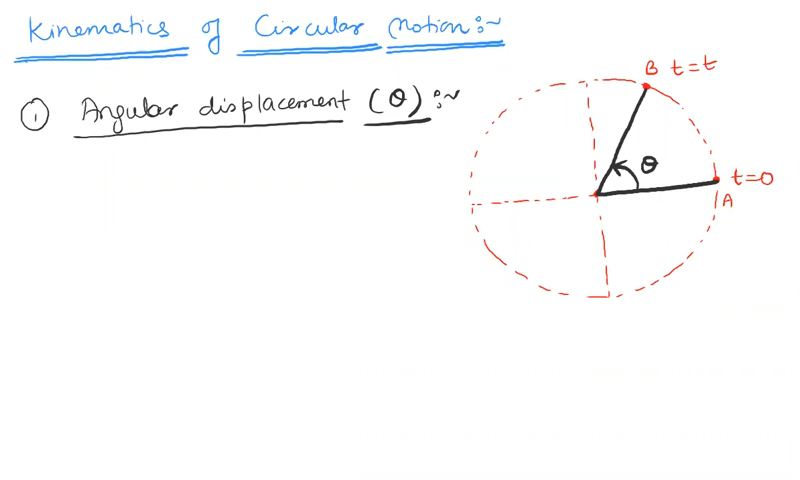 Kinematics of Circular Motion:~
① Angular displacement (θ):~
B t=t
θ
t=0
A